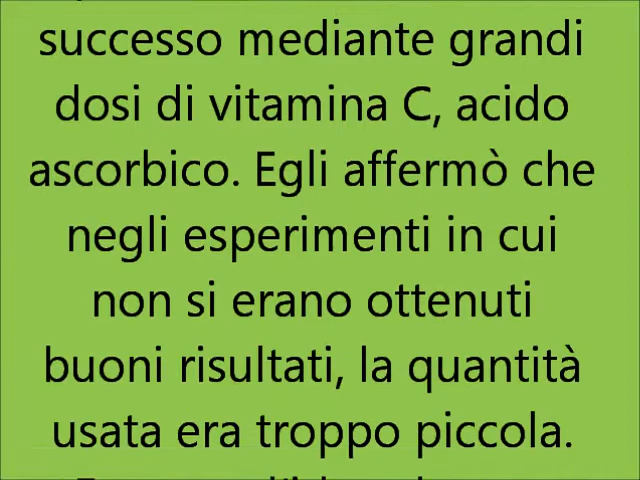 successo mediante grandi
dosi di vitamina C, acido
ascorbico. Egli affermò che
negli esperimenti in cui
non si erano ottenuti
buoni risultati, la quantità
usata era troppo piccola.